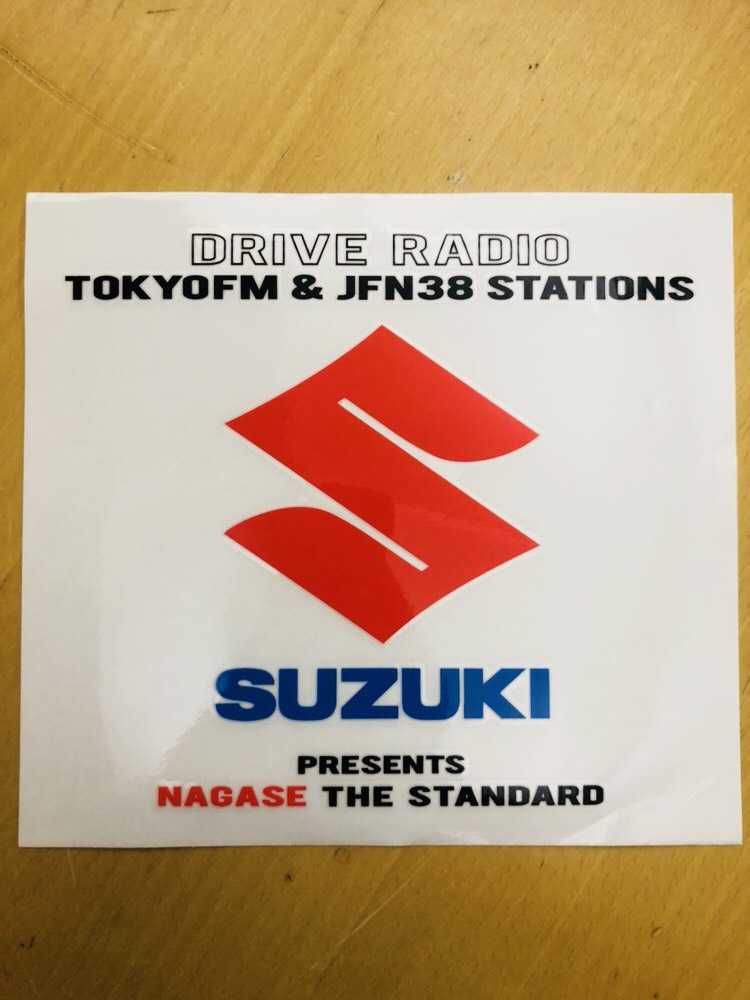 DRIVE RADIO
TOKYOFM & JFN38 STATIONS
SUZUKI
PRESENTS
NAGASE THE STANDARD